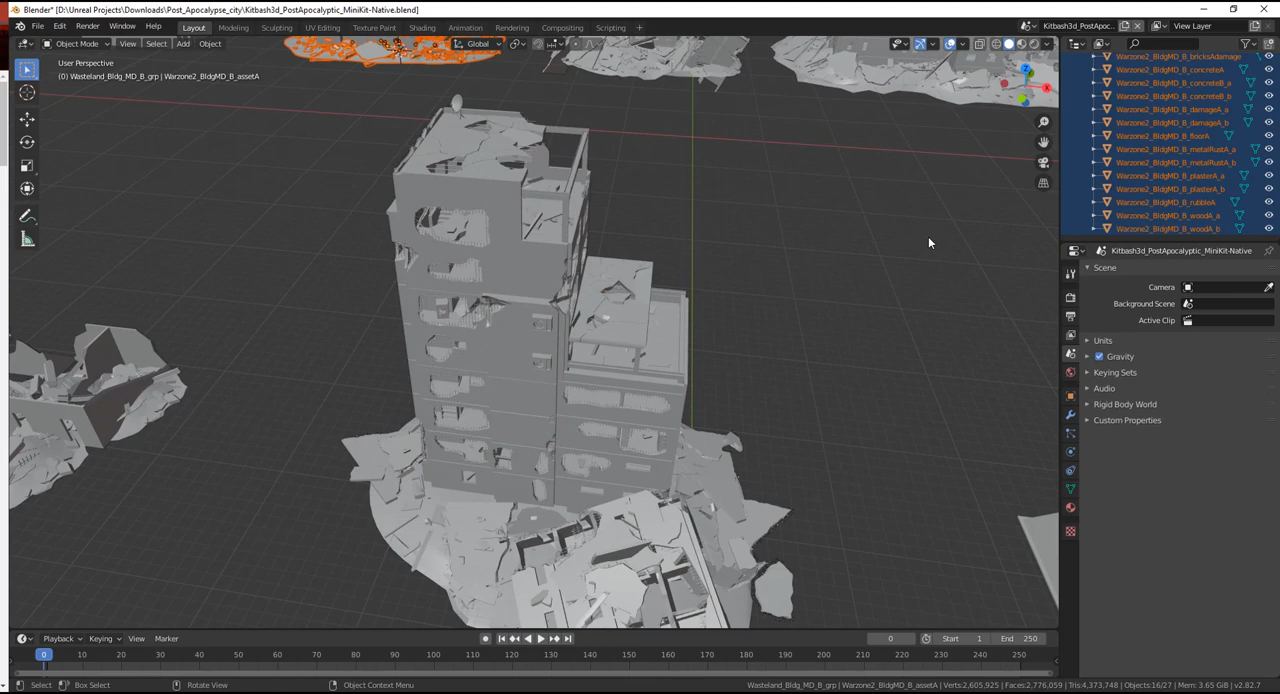 Blender* [D:\Unreal Projects\Downloads\Post_Apocalypse_city\Kitbash3d_PostApocalyptic_MiniKit-Native.blend]
File Edit Render Window Help Layout Modeling Sculpting UV Editing Texture Paint Shading Animation Rendering Compositing Scripting Kitbash3d_PostApoc... View Layer
Object Mode View Select Add Object Global
User Perspective
(0) Wasteland_Bldg_MD_B_grp | Warzone2_BldgMD_B_assetA
Z
X
Warzone2_BldgMD_B_bricksAdamage
Warzone2_BldgMD_B_concreteA
Warzone2_BldgMD_B_concreteB_a
Warzone2_BldgMD_B_concreteB_b
Warzone2_BldgMD_B_damageA_a
Warzone2_BldgMD_B_damageA_b
Warzone2_BldgMD_B_floorA
Warzone2_BldgMD_B_metalRustA_a
Warzone2_BldgMD_B_metalRustA_b
Warzone2_BldgMD_B_plasterA_a
Warzone2_BldgMD_B_plasterA_b
Warzone2_BldgMD_B_rubbleA
Warzone2_BldgMD_B_woodA_a
Warzone2_BldgMD_B_woodA_b
Kitbash3d_PostApocalyptic_MiniKit-Native
Scene
Camera
Background Scene
Active Clip
Units
Gravity
Keying Sets
Audio
Rigid Body World
Custom Properties
Playback Keying View Marker 0 Start 1 End 250
0 10 20 30 40 50 60 70 80 90 100 110 120 130 140 150 160 170 180 190 200 210 220 230 240 250
Select Box Select Rotate View Object Context Menu Wasteland_Bldg_MD_B_grp | Warzone2_BldgMD_B_assetA | Verts:2,605,925 | Faces:2,776,059 | Tris:4,373,748 | Objects:16/27 | Mem: 3.65 GiB | v2.82.7